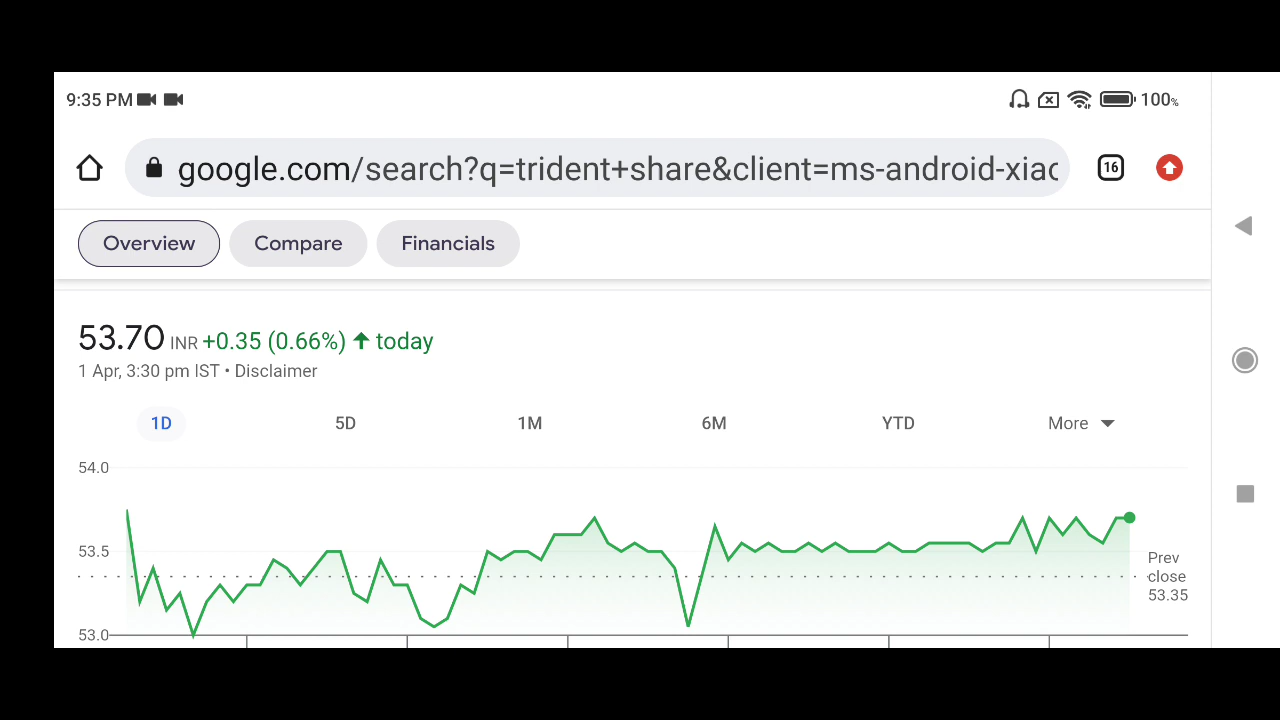 9:35 PM 100%
google.com/search?q=trident+share&client=ms-android-xiao
16
Overview Compare Financials
53.70 INR +0.35 (0.66%) ↑ today
1 Apr, 3:30 pm IST • Disclaimer
1D 5D 1M 6M YTD More
54.0
53.5
Prev
close
53.35
53.0